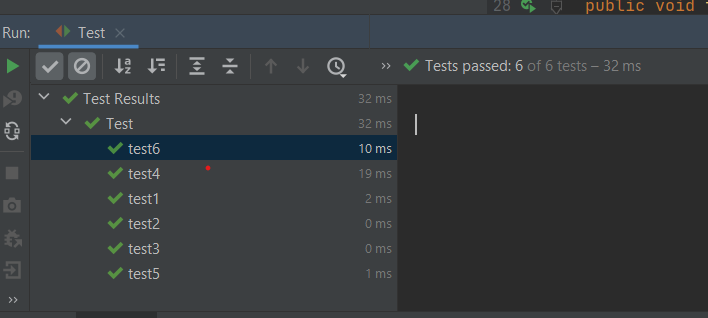 28 public void
Run: Test ×
» Tests passed: 6 of 6 tests – 32 ms
Test Results 32 ms
Test 32 ms
test6 10 ms
test4 19 ms
test1 2 ms
test2 0 ms
test3 0 ms
test5 1 ms
»